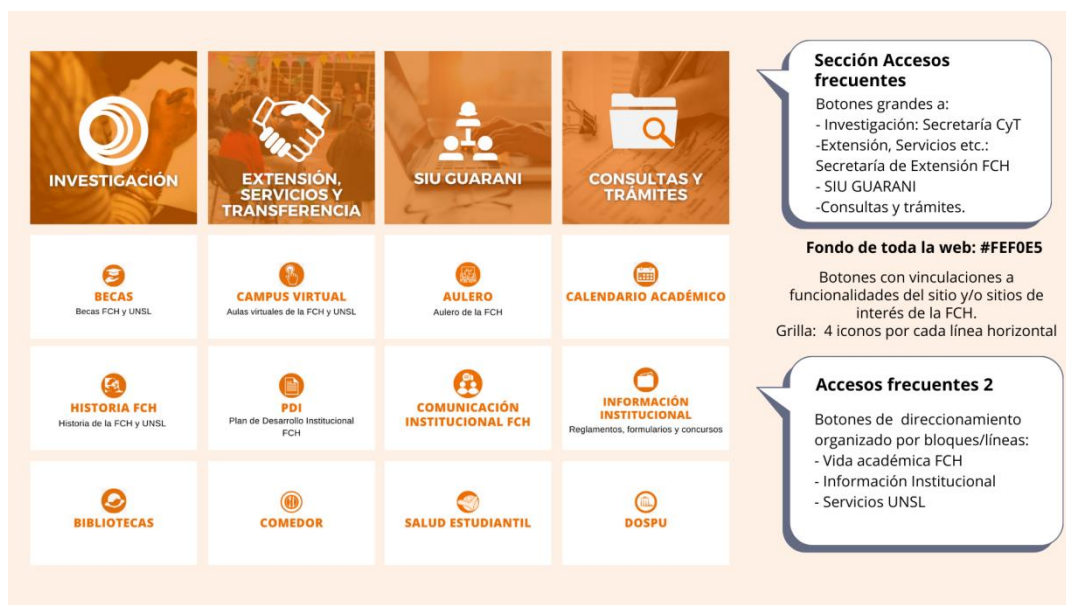 INVESTIGACIÓN
EXTENSIÓN,
SERVICIOS Y
TRANSFERENCIA
SIU GUARANI
CONSULTAS Y
TRÁMITES
BECAS
Becas FCH y UNSL
CAMPUS VIRTUAL
Aulas virtuales de la FCH y UNSL
AULERO
Aulero de la FCH
CALENDARIO ACADÉMICO
HISTORIA FCH
Historia de la FCH y UNSL
PDI
Plan de Desarrollo Institucional
FCH
COMUNICACIÓN
INSTITUCIONAL FCH
INFORMACIÓN
INSTITUCIONAL
Reglamentos, formularios y concursos
BIBLIOTECAS
COMEDOR
SALUD ESTUDIANTIL
DOSPU
Sección Accesos
frecuentes
Botones grandes a:
- Investigación: Secretaría CyT
-Extensión, Servicios etc.:
Secretaría de Extensión FCH
- SIU GUARANI
-Consultas y trámites.
Fondo de toda la web: #FEF0E5
Botones con vinculaciones a
funcionalidades del sitio y/o sitios de
interés de la FCH.
Grilla: 4 iconos por cada línea horizontal
Accesos frecuentes 2
Botones de direccionamiento
organizado por bloques/líneas:
- Vida académica FCH
- Información Institucional
- Servicios UNSL